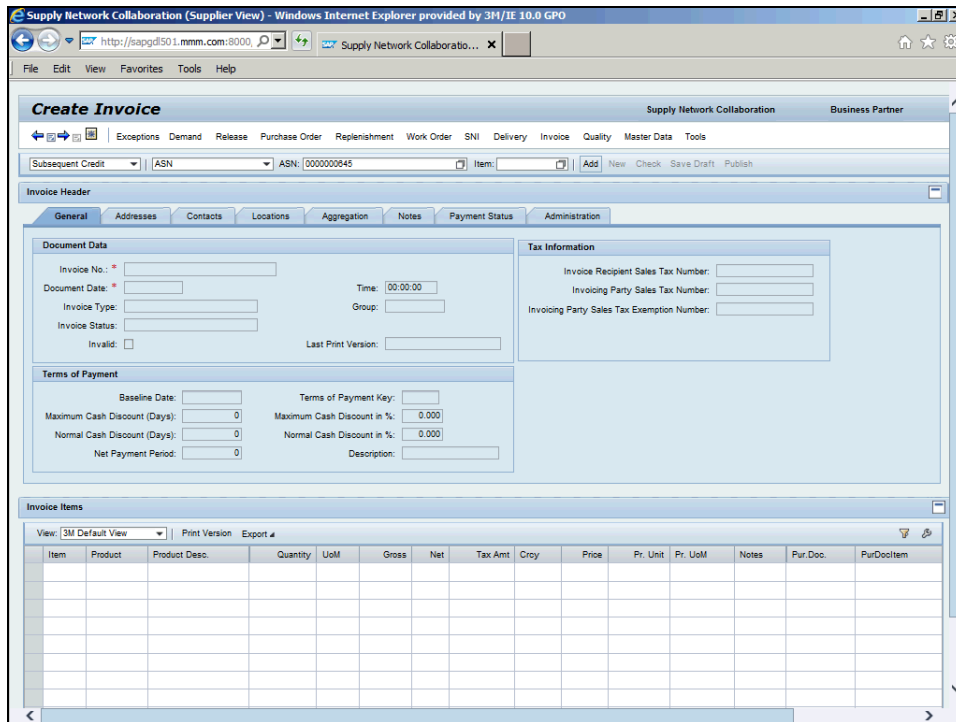 Supply Network Collaboration (Supplier View) - Windows Internet Explorer provided by 3M/IE 10.0 GPO
http://sapgdl501.mmm.com:8000, Supply Network Collaboratio... X
File Edit View Favorites Tools Help
Create Invoice Supply Network Collaboration Business Partner
Exceptions Demand Release Purchase Order Replenishment Work Order SNI Delivery Invoice Quality Master Data Tools
Subsequent Credit ASN ASN: 0000000645 Item: Add New Check Save Draft Publish
Invoice Header
General Addresses Contacts Locations Aggregation Notes Payment Status Administration
Document Data
Invoice No.: *
Document Date: * Time: 00:00:00
Invoice Type: Group:
Invoice Status:
Invalid: Last Print Version:
Tax Information
Invoice Recipient Sales Tax Number:
Invoicing Party Sales Tax Number:
Invoicing Party Sales Tax Exemption Number:
Terms of Payment
Baseline Date: Terms of Payment Key:
Maximum Cash Discount (Days): 0 Maximum Cash Discount in %: 0.000
Normal Cash Discount (Days): 0 Normal Cash Discount in %: 0.000
Net Payment Period: 0 Description:
Invoice Items
View: 3M Default View Print Version Export
Item Product Product Desc. Quantity UoM Gross Net Tax Amt Crcy Price Pr. Unit Pr. UoM Notes Pur.Doc. PurDocItem